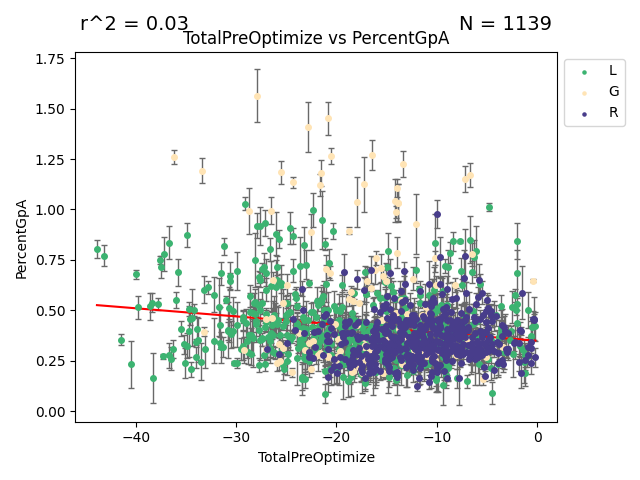 r^2 = 0.03
N = 1139
TotalPreOptimize vs PercentGpA
1.75
1.50
1.25
1.00
0.75
0.50
0.25
0.00
PercentGpA
−40
−30
−20
−10
0
TotalPreOptimize
L
G
R